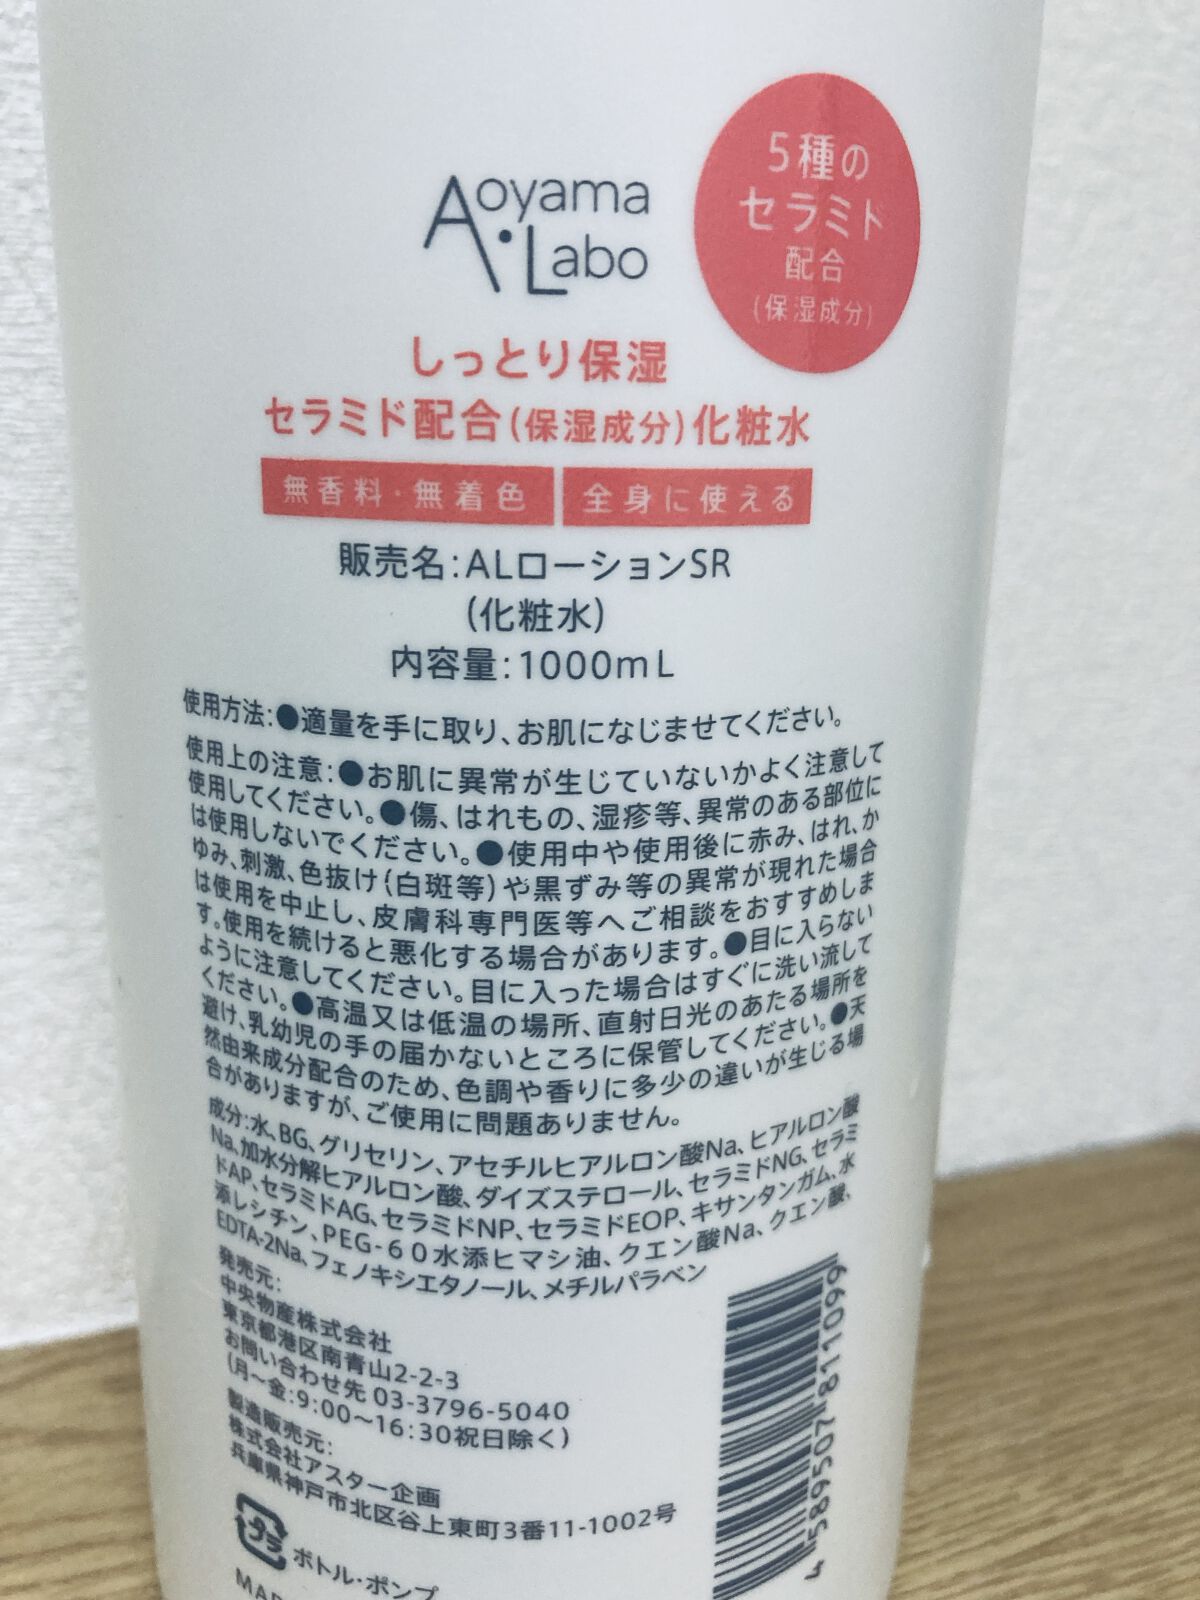 5種の
セラミド
配合
(保湿成分)
Aoyama
Labo
しっとり保湿
セラミド配合(保湿成分)化粧水
無香料・無着色 全身に使える
販売名:ALローションSR
(化粧水)
内容量:1000mL
使用方法:●適量を手に取り、お肌になじませてください。
使用上の注意:●お肌に異常が生じていないかよく注意して
使用してください。●傷、はれもの、湿疹等、異常のある部位に
は使用しないでください。●使用中や使用後に赤み、はれ、か
ゆみ、刺激、色抜け(白斑等)や黒ずみ等の異常が現れた場合
は使用を中止し、皮膚科専門医等へご相談をおすすめしま
す。使用を続けると悪化する場合があります。●目に入らない
ように注意してください。目に入った場合はすぐに洗い流して
ください。●高温又は低温の場所、直射日光のあたる場所を
避け、乳幼児の手の届かないところに保管してください。●天
然由来成分配合のため、色調や香りに多少の違いが生じる場
合がありますが、ご使用に問題ありません。
成分:水、BG、グリセリン、アセチルヒアルロン酸Na、ヒアルロン酸
Na、加水分解ヒアルロン酸、ダイズステロール、セラミドNG、セラミ
ドAP、セラミドAG、セラミドNP、セラミドEOP、キサンタンガム、水
添レシチン、PEG-60水添ヒマシ油、クエン酸Na、クエン酸、
EDTA-2Na、フェノキシエタノール、メチルパラベン
発売元:
中央物産株式会社
東京都港区南青山2-2-3
お問い合わせ先 03-3796-5040
(月〜金:9:00〜16:30祝日除く)
製造販売元:
株式会社アスター企画
兵庫県神戸市北区谷上東町3番11-1002号
プラ
ボトル・ポンプ
4 589507 811099